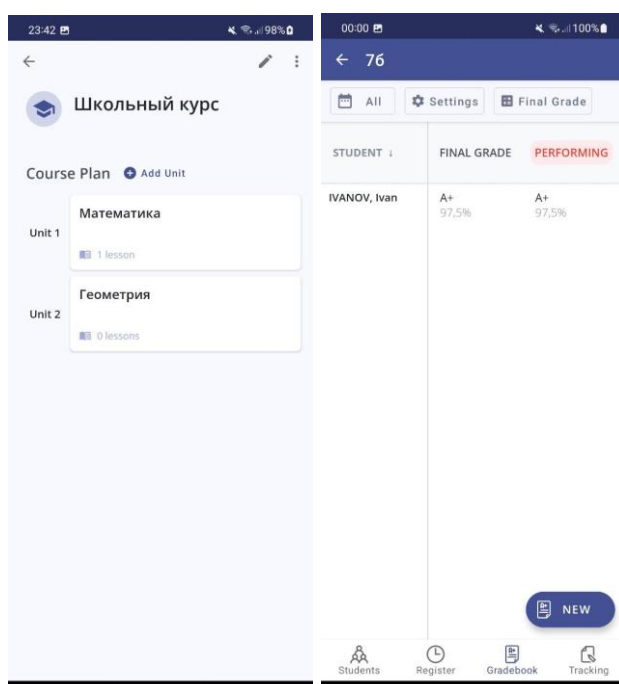 23:42 98%
←
Школьный курс
Course Plan Add Unit
Unit 1
Математика
1 lesson
Unit 2
Геометрия
0 lessons
00:00 100%
← 7б
All Settings Final Grade
STUDENT ↓ FINAL GRADE PERFORMING
IVANOV, Ivan A+ A+
97,5% 97,5%
NEW
Students Register Gradebook Tracking